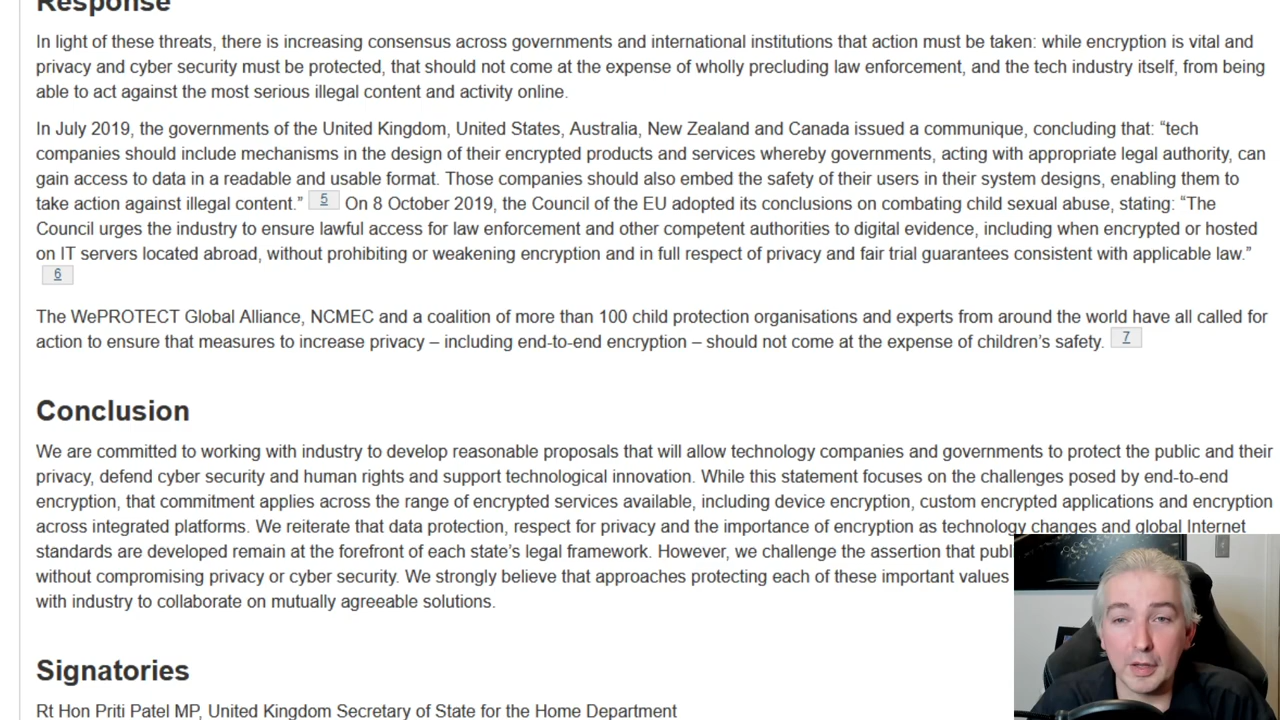 Response
In light of these threats, there is increasing consensus across governments and international institutions that action must be taken: while encryption is vital and
privacy and cyber security must be protected, that should not come at the expense of wholly precluding law enforcement, and the tech industry itself, from being
able to act against the most serious illegal content and activity online.
In July 2019, the governments of the United Kingdom, United States, Australia, New Zealand and Canada issued a communique, concluding that: “tech
companies should include mechanisms in the design of their encrypted products and services whereby governments, acting with appropriate legal authority, can
gain access to data in a readable and usable format. Those companies should also embed the safety of their users in their system designs, enabling them to
take action against illegal content.” 5 On 8 October 2019, the Council of the EU adopted its conclusions on combating child sexual abuse, stating: “The
Council urges the industry to ensure lawful access for law enforcement and other competent authorities to digital evidence, including when encrypted or hosted
on IT servers located abroad, without prohibiting or weakening encryption and in full respect of privacy and fair trial guarantees consistent with applicable law.”
6
The WePROTECT Global Alliance, NCMEC and a coalition of more than 100 child protection organisations and experts from around the world have all called for
action to ensure that measures to increase privacy – including end-to-end encryption – should not come at the expense of children’s safety. 7
Conclusion
We are committed to working with industry to develop reasonable proposals that will allow technology companies and governments to protect the public and their
privacy, defend cyber security and human rights and support technological innovation. While this statement focuses on the challenges posed by end-to-end
encryption, that commitment applies across the range of encrypted services available, including device encryption, custom encrypted applications and encryption
across integrated platforms. We reiterate that data protection, respect for privacy and the importance of encryption as technology changes and global Internet
standards are developed remain at the forefront of each state’s legal framework. However, we challenge the assertion that
without compromising privacy or cyber security. We strongly believe that approaches protecting each of these important values
with industry to collaborate on mutually agreeable solutions.
Signatories
Rt Hon Priti Patel MP, United Kingdom Secretary of State for the Home Department